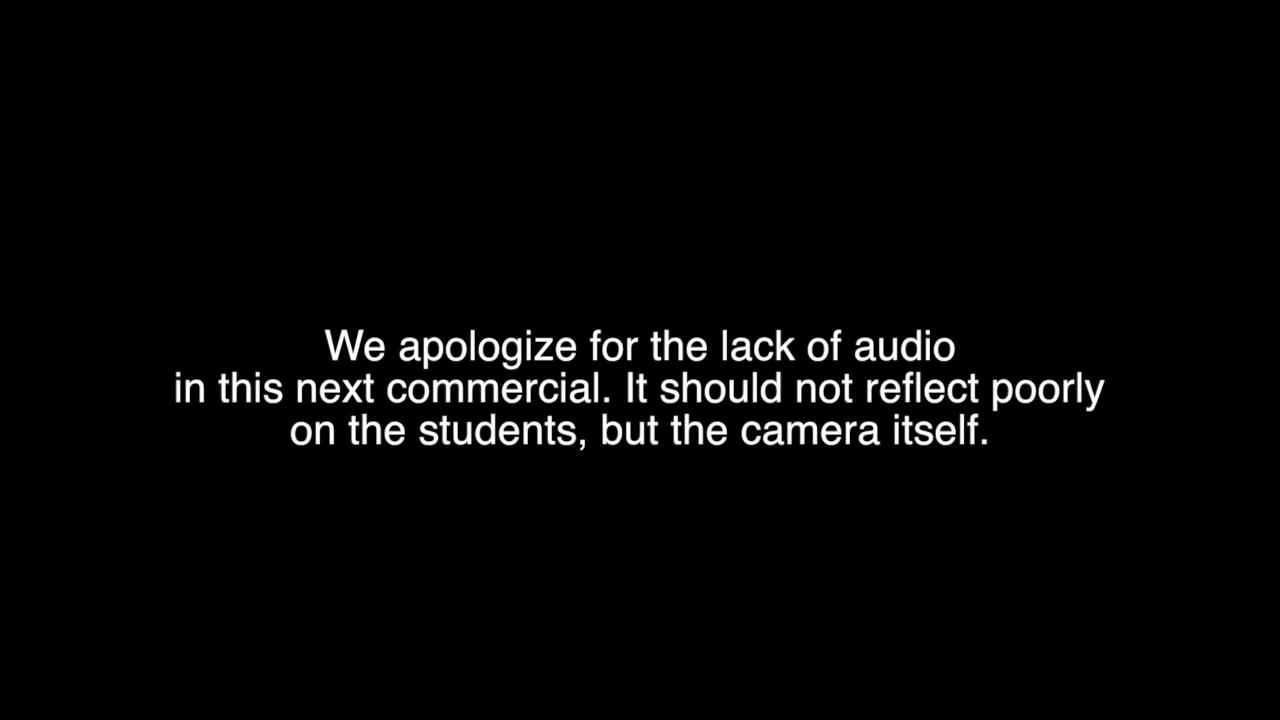 We apologize for the lack of audio
in this next commercial. It should not reflect poorly
on the students, but the camera itself.